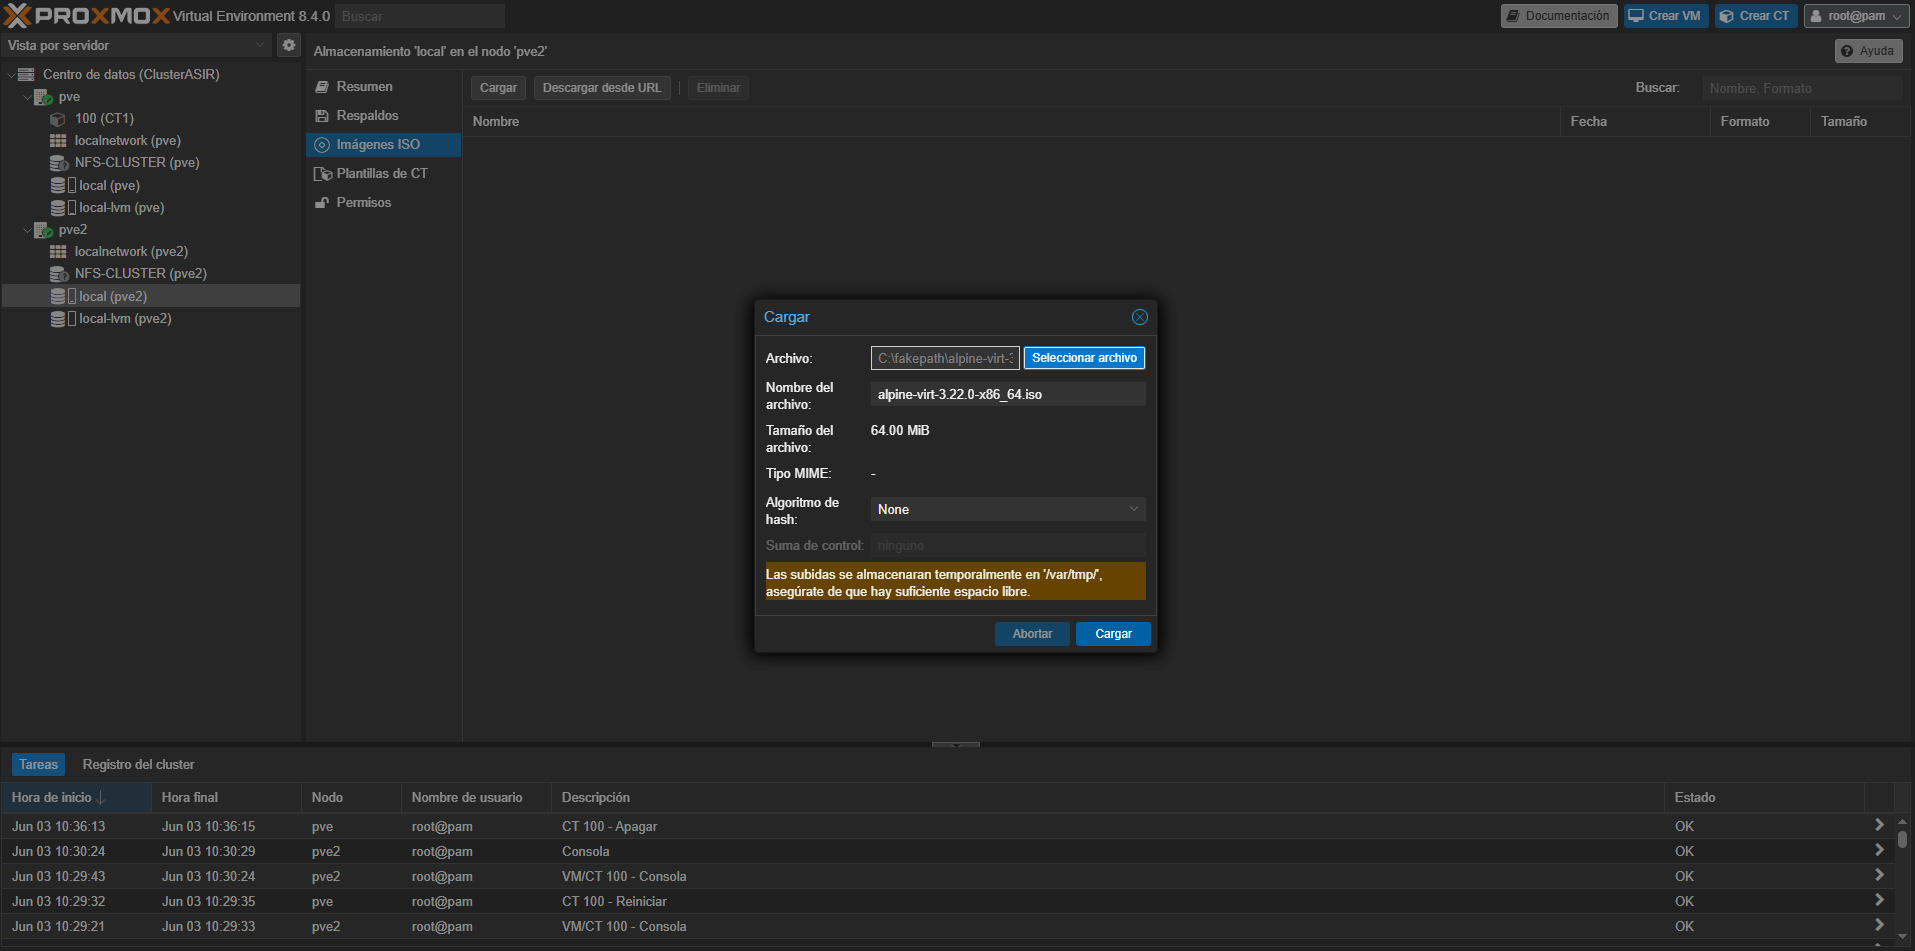 PROXMOX Virtual Environment 8.4.0 Buscar Documentación Crear VM Crear CT root@pam
Vista por servidor
Almacenamiento 'local' en el nodo 'pve2' Ayuda
Centro de datos (ClusterASIR)
pve
100 (CT1)
localnetwork (pve)
NFS-CLUSTER (pve)
local (pve)
local-lvm (pve)
pve2
localnetwork (pve2)
NFS-CLUSTER (pve2)
local (pve2)
local-lvm (pve2)
Resumen
Respaldos
Imágenes ISO
Plantillas de CT
Permisos
Cargar Descargar desde URL Eliminar Buscar: Nombre, Formato
Nombre Fecha Formato Tamaño
Cargar
Archivo: C:\fakepath\alpine-virt-3 Seleccionar archivo
Nombre del
archivo: alpine-virt-3.22.0-x86_64.iso
Tamaño del
archivo: 64.00 MiB
Tipo MIME: -
Algoritmo de
hash: None
Suma de control: ninguno
Las subidas se almacenaran temporalmente en '/var/tmp/',
asegúrate de que hay suficiente espacio libre.
Abortar Cargar
Tareas Registro del cluster
Hora de inicio Hora final Nodo Nombre de usuario Descripción Estado
Jun 03 10:36:13 Jun 03 10:36:15 pve root@pam CT 100 - Apagar OK
Jun 03 10:30:24 Jun 03 10:30:29 pve2 root@pam Consola OK
Jun 03 10:29:43 Jun 03 10:30:24 pve2 root@pam VM/CT 100 - Consola OK
Jun 03 10:29:32 Jun 03 10:29:35 pve root@pam CT 100 - Reiniciar OK
Jun 03 10:29:21 Jun 03 10:29:33 pve2 root@pam VM/CT 100 - Consola OK